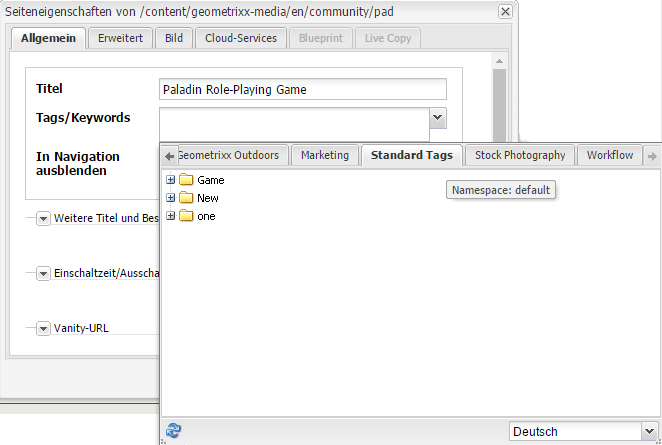 Seiteneigenschaften von /content/geometrixx-media/en/community/pad
Allgemein Erweitert Bild Cloud-Services Blueprint Live Copy
Titel Paladin Role-Playing Game
Tags/Keywords
In Navigation
ausblenden
Geometrixx Outdoors Marketing Standard Tags Stock Photography Workflow
Namespace: default
Game
New
one
Weitere Titel und Bes
Einschaltzeit/Ausscha
Vanity-URL
Deutsch